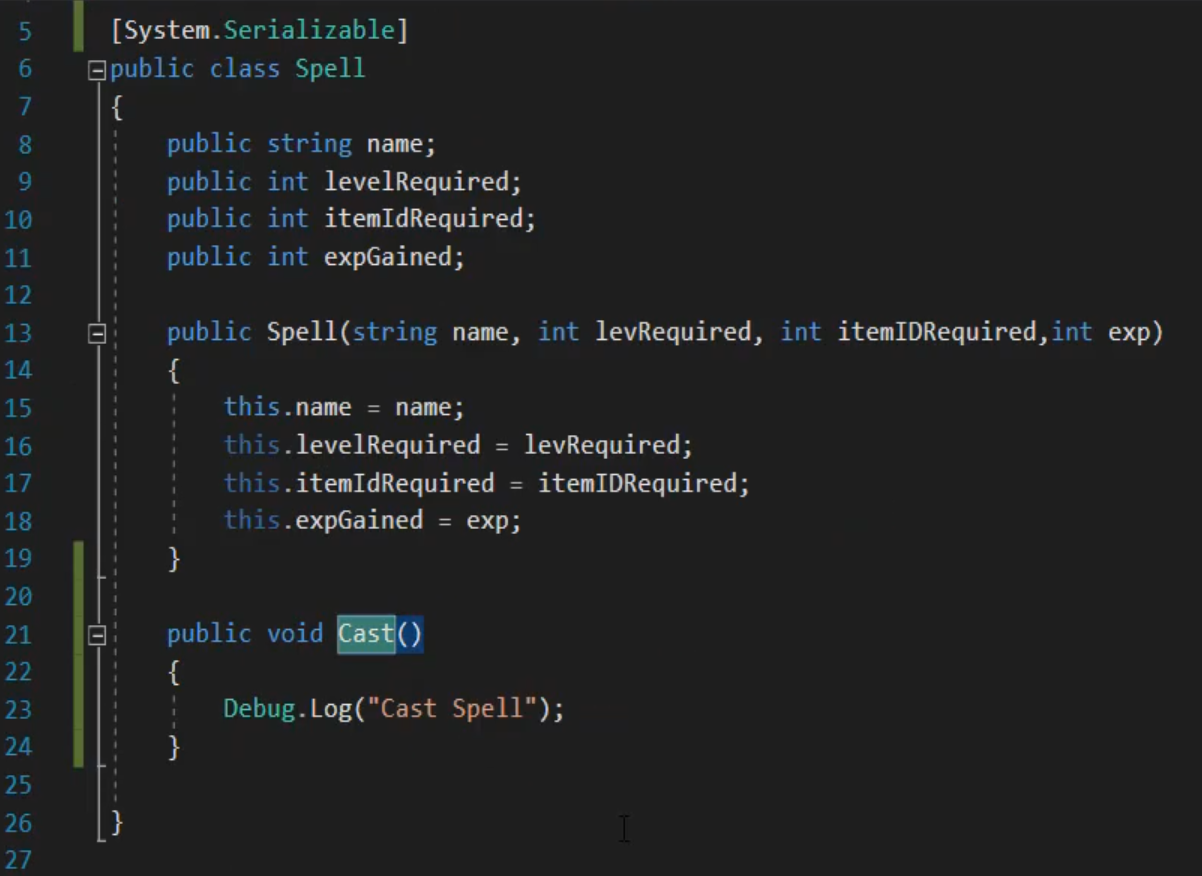 5 [System.Serializable]
6 public class Spell
7 {
8 public string name;
9 public int levelRequired;
10 public int itemIdRequired;
11 public int expGained;
12
13 public Spell(string name, int levRequired, int itemIDRequired,int exp)
14 {
15 this.name = name;
16 this.levelRequired = levRequired;
17 this.itemIdRequired = itemIDRequired;
18 this.expGained = exp;
19 }
20
21 public void Cast()
22 {
23 Debug.Log("Cast Spell");
24 }
25
26 }
27